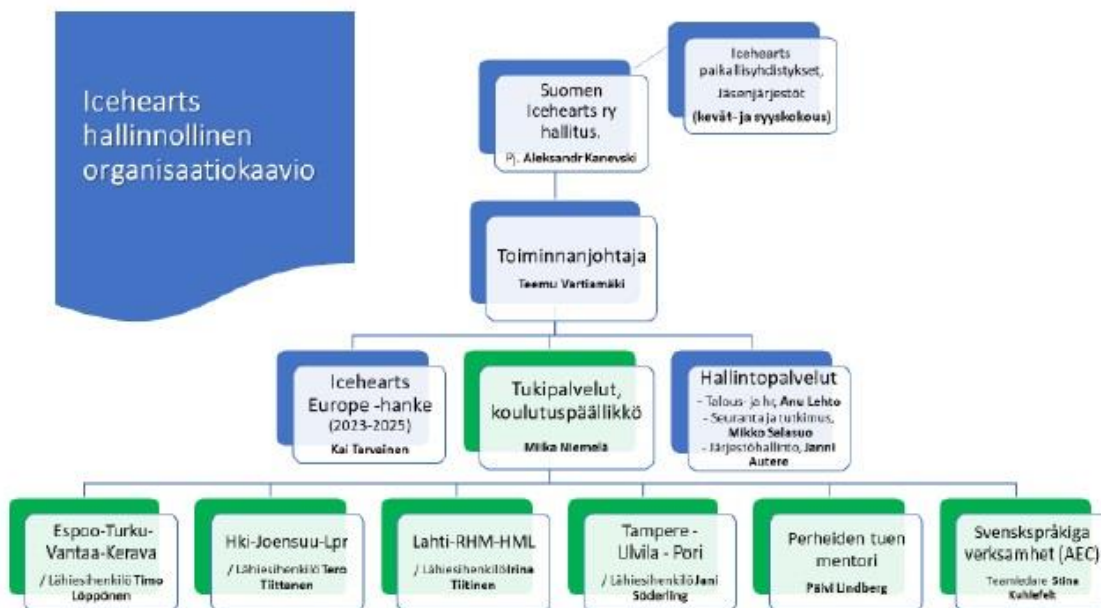 Icehearts
hallinnollinen
organisaatiokaavio
Icehearts
paikallisyhdistykset,
Jäsenjärjestöt
(kevät- ja syyskokous)
Suomen
Icehearts ry
hallitus.
Pj. Aleksandr Kanevski
Toiminnanjohtaja
Teemu Vartiamäki
Icehearts
Europe -hanke
(2023-2025)
Kai Tarvainen
Tukipalvelut,
koulutuspäällikkö
Miika Niemelä
Hallintopalvelut
- Talous- ja hr, Anu Lehto
- Seuranta ja tutkimus,
Mikko Salasuo
- Järjestöhallinto, Janni
Autere
Espoo-Turku-
Vantaa-Kerava
/ Lähiesihenkilö Timo
Löppönen
Hki-Joensuu-Lpr
/ Lähiesihenkilö Tero
Tiittanen
Lahti-RHM-HML
/ Lähiesihenkilö Irina
Tiitinen
Tampere -
Ulvila - Pori
/ Lähiesihenkilö Jani
Söderling
Perheiden tuen
mentori
Päivi Lindberg
Svenskspråkiga
verksamhet (AEC)
Teamledare Stina
Kuhlefelt